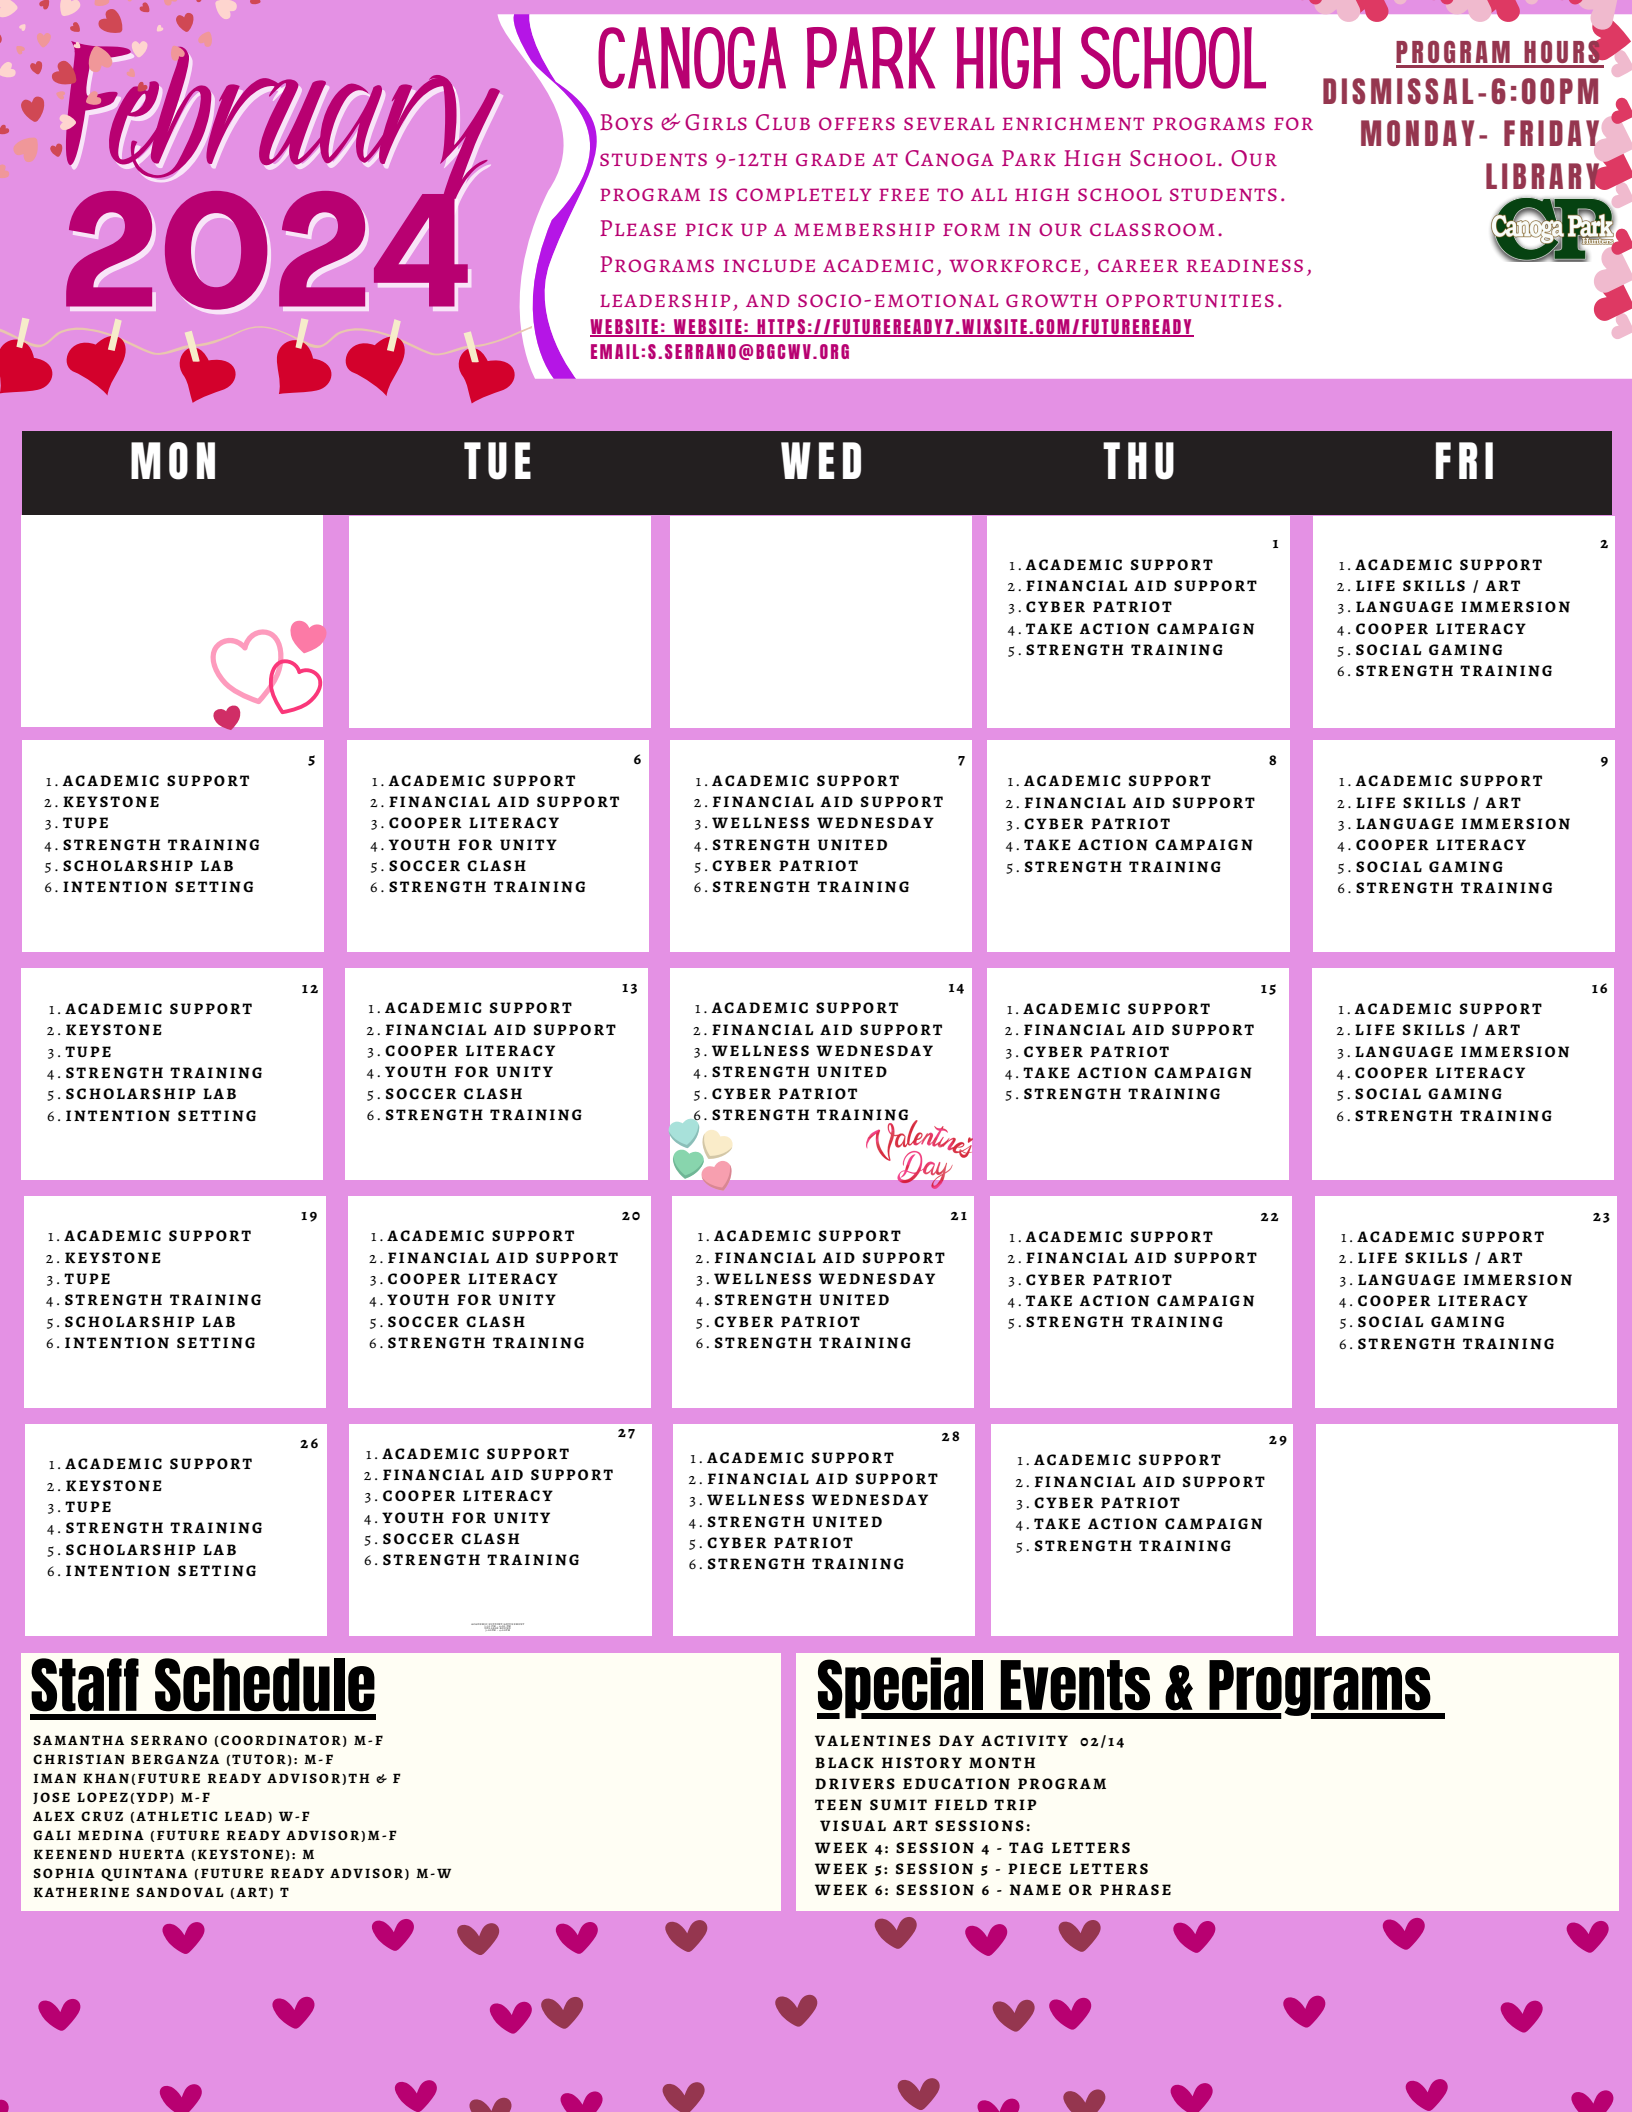 February
2024
CANOGA PARK HIGH SCHOOL
Boys & Girls Club offers several enrichment programs for
students 9-12th grade at Canoga Park High School. Our
program is completely free to all high school students.
Please pick up a membership form in our classroom.
Programs include academic, workforce, career readiness,
leadership, and socio-emotional growth opportunities.
WEBSITE: WEBSITE: HTTPS://FUTUREREADY7.WIXSITE.COM/FUTUREREADY
EMAIL:S.SERRANO@BGCWV.ORG
PROGRAM HOURS
DISMISSAL-6:00PM
MONDAY- FRIDAY
LIBRARY
CP
Canoga Park
Hunters
MON TUE WED THU FRI
1
1. ACADEMIC SUPPORT
2. FINANCIAL AID SUPPORT
3. CYBER PATRIOT
4. TAKE ACTION CAMPAIGN
5. STRENGTH TRAINING
2
1. ACADEMIC SUPPORT
2. LIFE SKILLS / ART
3. LANGUAGE IMMERSION
4. COOPER LITERACY
5. SOCIAL GAMING
6. STRENGTH TRAINING
5
1. ACADEMIC SUPPORT
2. KEYSTONE
3. TUPE
4. STRENGTH TRAINING
5. SCHOLARSHIP LAB
6. INTENTION SETTING
6
1. ACADEMIC SUPPORT
2. FINANCIAL AID SUPPORT
3. COOPER LITERACY
4. YOUTH FOR UNITY
5. SOCCER CLASH
6. STRENGTH TRAINING
7
1. ACADEMIC SUPPORT
2. FINANCIAL AID SUPPORT
3. WELLNESS WEDNESDAY
4. STRENGTH UNITED
5. CYBER PATRIOT
6. STRENGTH TRAINING
8
1. ACADEMIC SUPPORT
2. FINANCIAL AID SUPPORT
3. CYBER PATRIOT
4. TAKE ACTION CAMPAIGN
5. STRENGTH TRAINING
9
1. ACADEMIC SUPPORT
2. LIFE SKILLS / ART
3. LANGUAGE IMMERSION
4. COOPER LITERACY
5. SOCIAL GAMING
6. STRENGTH TRAINING
12
1. ACADEMIC SUPPORT
2. KEYSTONE
3. TUPE
4. STRENGTH TRAINING
5. SCHOLARSHIP LAB
6. INTENTION SETTING
13
1. ACADEMIC SUPPORT
2. FINANCIAL AID SUPPORT
3. COOPER LITERACY
4. YOUTH FOR UNITY
5. SOCCER CLASH
6. STRENGTH TRAINING
14
1. ACADEMIC SUPPORT
2. FINANCIAL AID SUPPORT
3. WELLNESS WEDNESDAY
4. STRENGTH UNITED
5. CYBER PATRIOT
6. STRENGTH TRAINING
Valentine's
Day
15
1. ACADEMIC SUPPORT
2. FINANCIAL AID SUPPORT
3. CYBER PATRIOT
4. TAKE ACTION CAMPAIGN
5. STRENGTH TRAINING
16
1. ACADEMIC SUPPORT
2. LIFE SKILLS / ART
3. LANGUAGE IMMERSION
4. COOPER LITERACY
5. SOCIAL GAMING
6. STRENGTH TRAINING
19
1. ACADEMIC SUPPORT
2. KEYSTONE
3. TUPE
4. STRENGTH TRAINING
5. SCHOLARSHIP LAB
6. INTENTION SETTING
20
1. ACADEMIC SUPPORT
2. FINANCIAL AID SUPPORT
3. COOPER LITERACY
4. YOUTH FOR UNITY
5. SOCCER CLASH
6. STRENGTH TRAINING
21
1. ACADEMIC SUPPORT
2. FINANCIAL AID SUPPORT
3. WELLNESS WEDNESDAY
4. STRENGTH UNITED
5. CYBER PATRIOT
6. STRENGTH TRAINING
22
1. ACADEMIC SUPPORT
2. FINANCIAL AID SUPPORT
3. CYBER PATRIOT
4. TAKE ACTION CAMPAIGN
5. STRENGTH TRAINING
23
1. ACADEMIC SUPPORT
2. LIFE SKILLS / ART
3. LANGUAGE IMMERSION
4. COOPER LITERACY
5. SOCIAL GAMING
6. STRENGTH TRAINING
26
1. ACADEMIC SUPPORT
2. KEYSTONE
3. TUPE
4. STRENGTH TRAINING
5. SCHOLARSHIP LAB
6. INTENTION SETTING
27
1. ACADEMIC SUPPORT
2. FINANCIAL AID SUPPORT
3. COOPER LITERACY
4. YOUTH FOR UNITY
5. SOCCER CLASH
6. STRENGTH TRAINING
28
1. ACADEMIC SUPPORT
2. FINANCIAL AID SUPPORT
3. WELLNESS WEDNESDAY
4. STRENGTH UNITED
5. CYBER PATRIOT
6. STRENGTH TRAINING
29
1. ACADEMIC SUPPORT
2. FINANCIAL AID SUPPORT
3. CYBER PATRIOT
4. TAKE ACTION CAMPAIGN
5. STRENGTH TRAINING
Staff Schedule
SAMANTHA SERRANO (COORDINATOR) M-F
CHRISTIAN BERGANZA (TUTOR): M-F
IMAN KHAN(FUTURE READY ADVISOR)TH & F
JOSE LOPEZ(YDP) M-F
ALEX CRUZ (ATHLETIC LEAD) W-F
GALI MEDINA (FUTURE READY ADVISOR)M-F
KEENEND HUERTA (KEYSTONE): M
SOPHIA QUINTANA (FUTURE READY ADVISOR) M-W
KATHERINE SANDOVAL (ART) T
Special Events & Programs
VALENTINES DAY ACTIVITY 02/14
BLACK HISTORY MONTH
DRIVERS EDUCATION PROGRAM
TEEN SUMIT FIELD TRIP
VISUAL ART SESSIONS:
WEEK 4: SESSION 4 - TAG LETTERS
WEEK 5: SESSION 5 - PIECE LETTERS
WEEK 6: SESSION 6 - NAME OR PHRASE